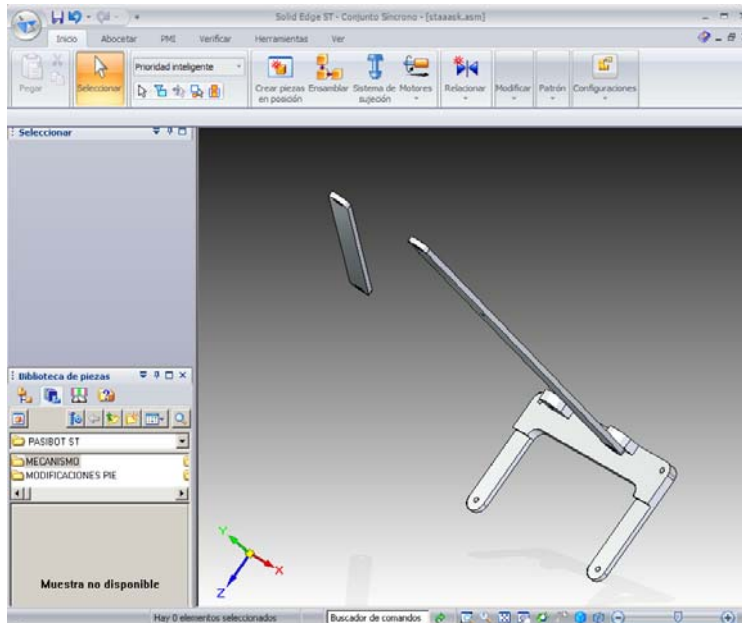 Solid Edge ST - Conjunto Síncrono - [staaask.asm]
Inicio Abocetar PMI Verificar Herramientas Ver
Pegar
Seleccionar
Prioridad inteligente
Crear piezas en posición
Ensamblar
Sistema de sujeción
Motores
Relacionar
Modificar
Patrón
Configuraciones
Seleccionar
Biblioteca de piezas
PASIBOT ST
MECANISMO
MODIFICACIONES PIE
Muestra no disponible
Y
X
Z
Hay 0 elementos seleccionados
Buscador de comandos